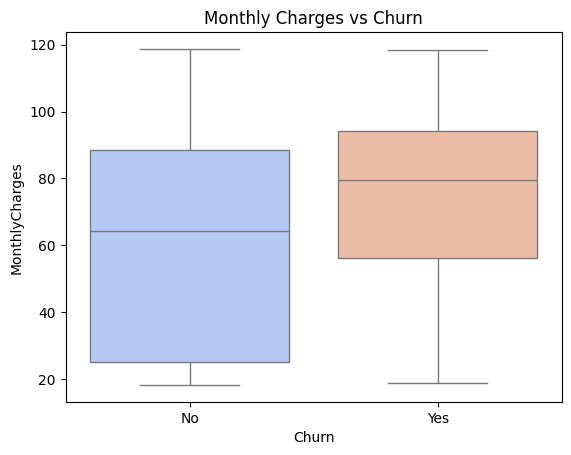 Monthly Charges vs Churn
MonthlyCharges
120
100
80
60
40
20
No
Yes
Churn